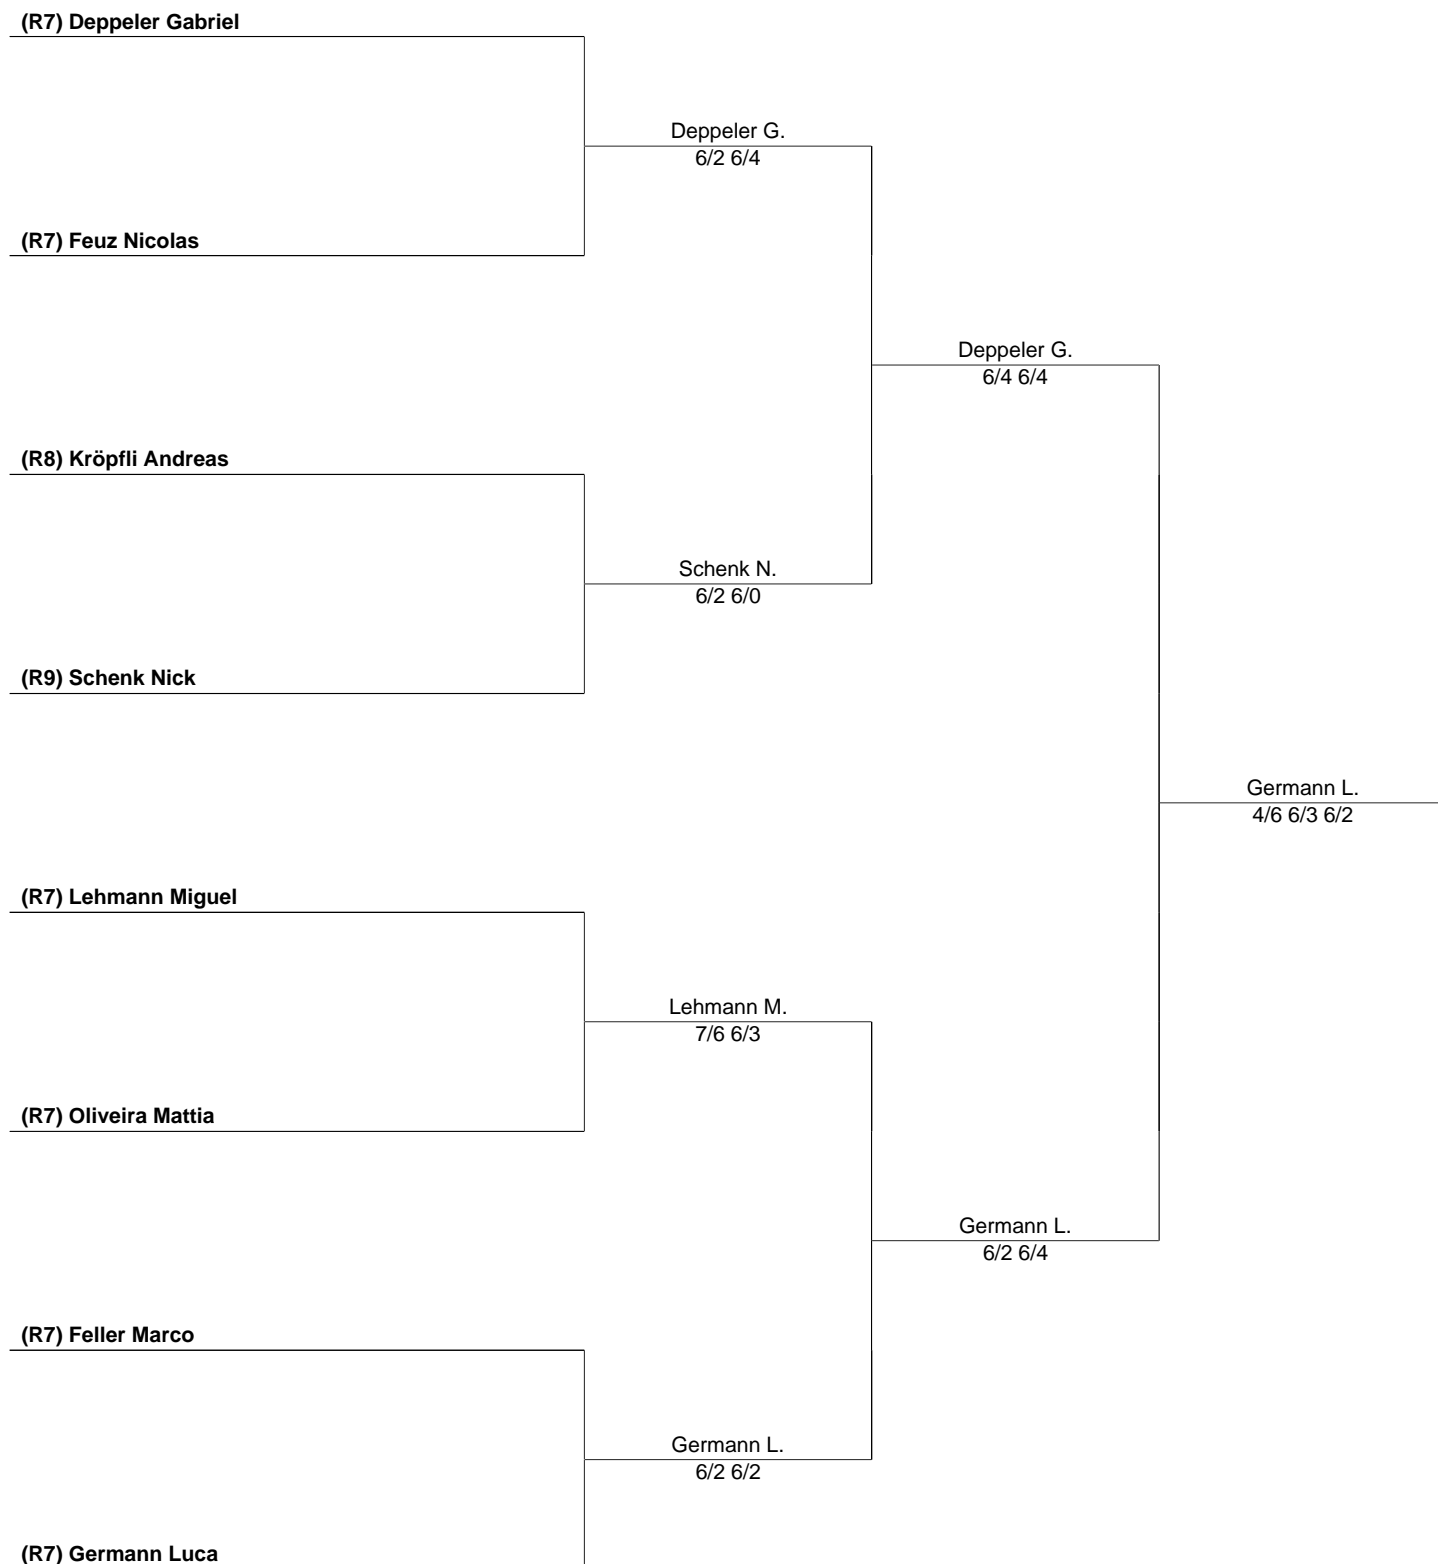 (R7) Deppeler Gabriel
Deppeler G.
6/2 6/4
(R7) Feuz Nicolas
Deppeler G.
6/4 6/4
(R8) Kröpfli Andreas
Schenk N.
6/2 6/0
(R9) Schenk Nick
Germann L.
4/6 6/3 6/2
(R7) Lehmann Miguel
Lehmann M.
7/6 6/3
(R7) Oliveira Mattia
Germann L.
6/2 6/4
(R7) Feller Marco
Germann L.
6/2 6/2
(R7) Germann Luca